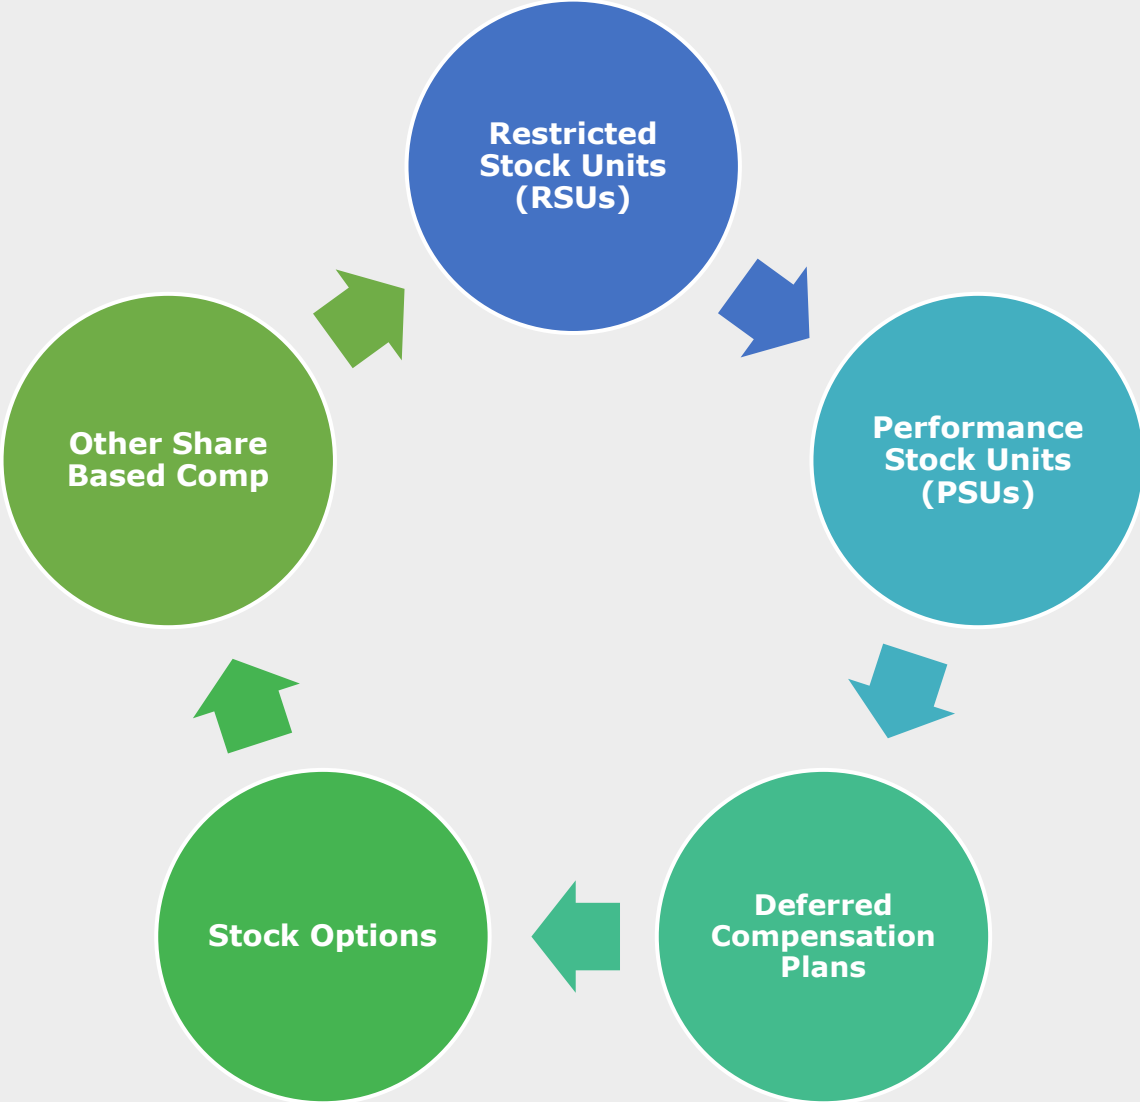 Restricted
Stock Units
(RSUs)
Performance
Stock Units
(PSUs)
Deferred
Compensation
Plans
Stock Options
Other Share
Based Comp